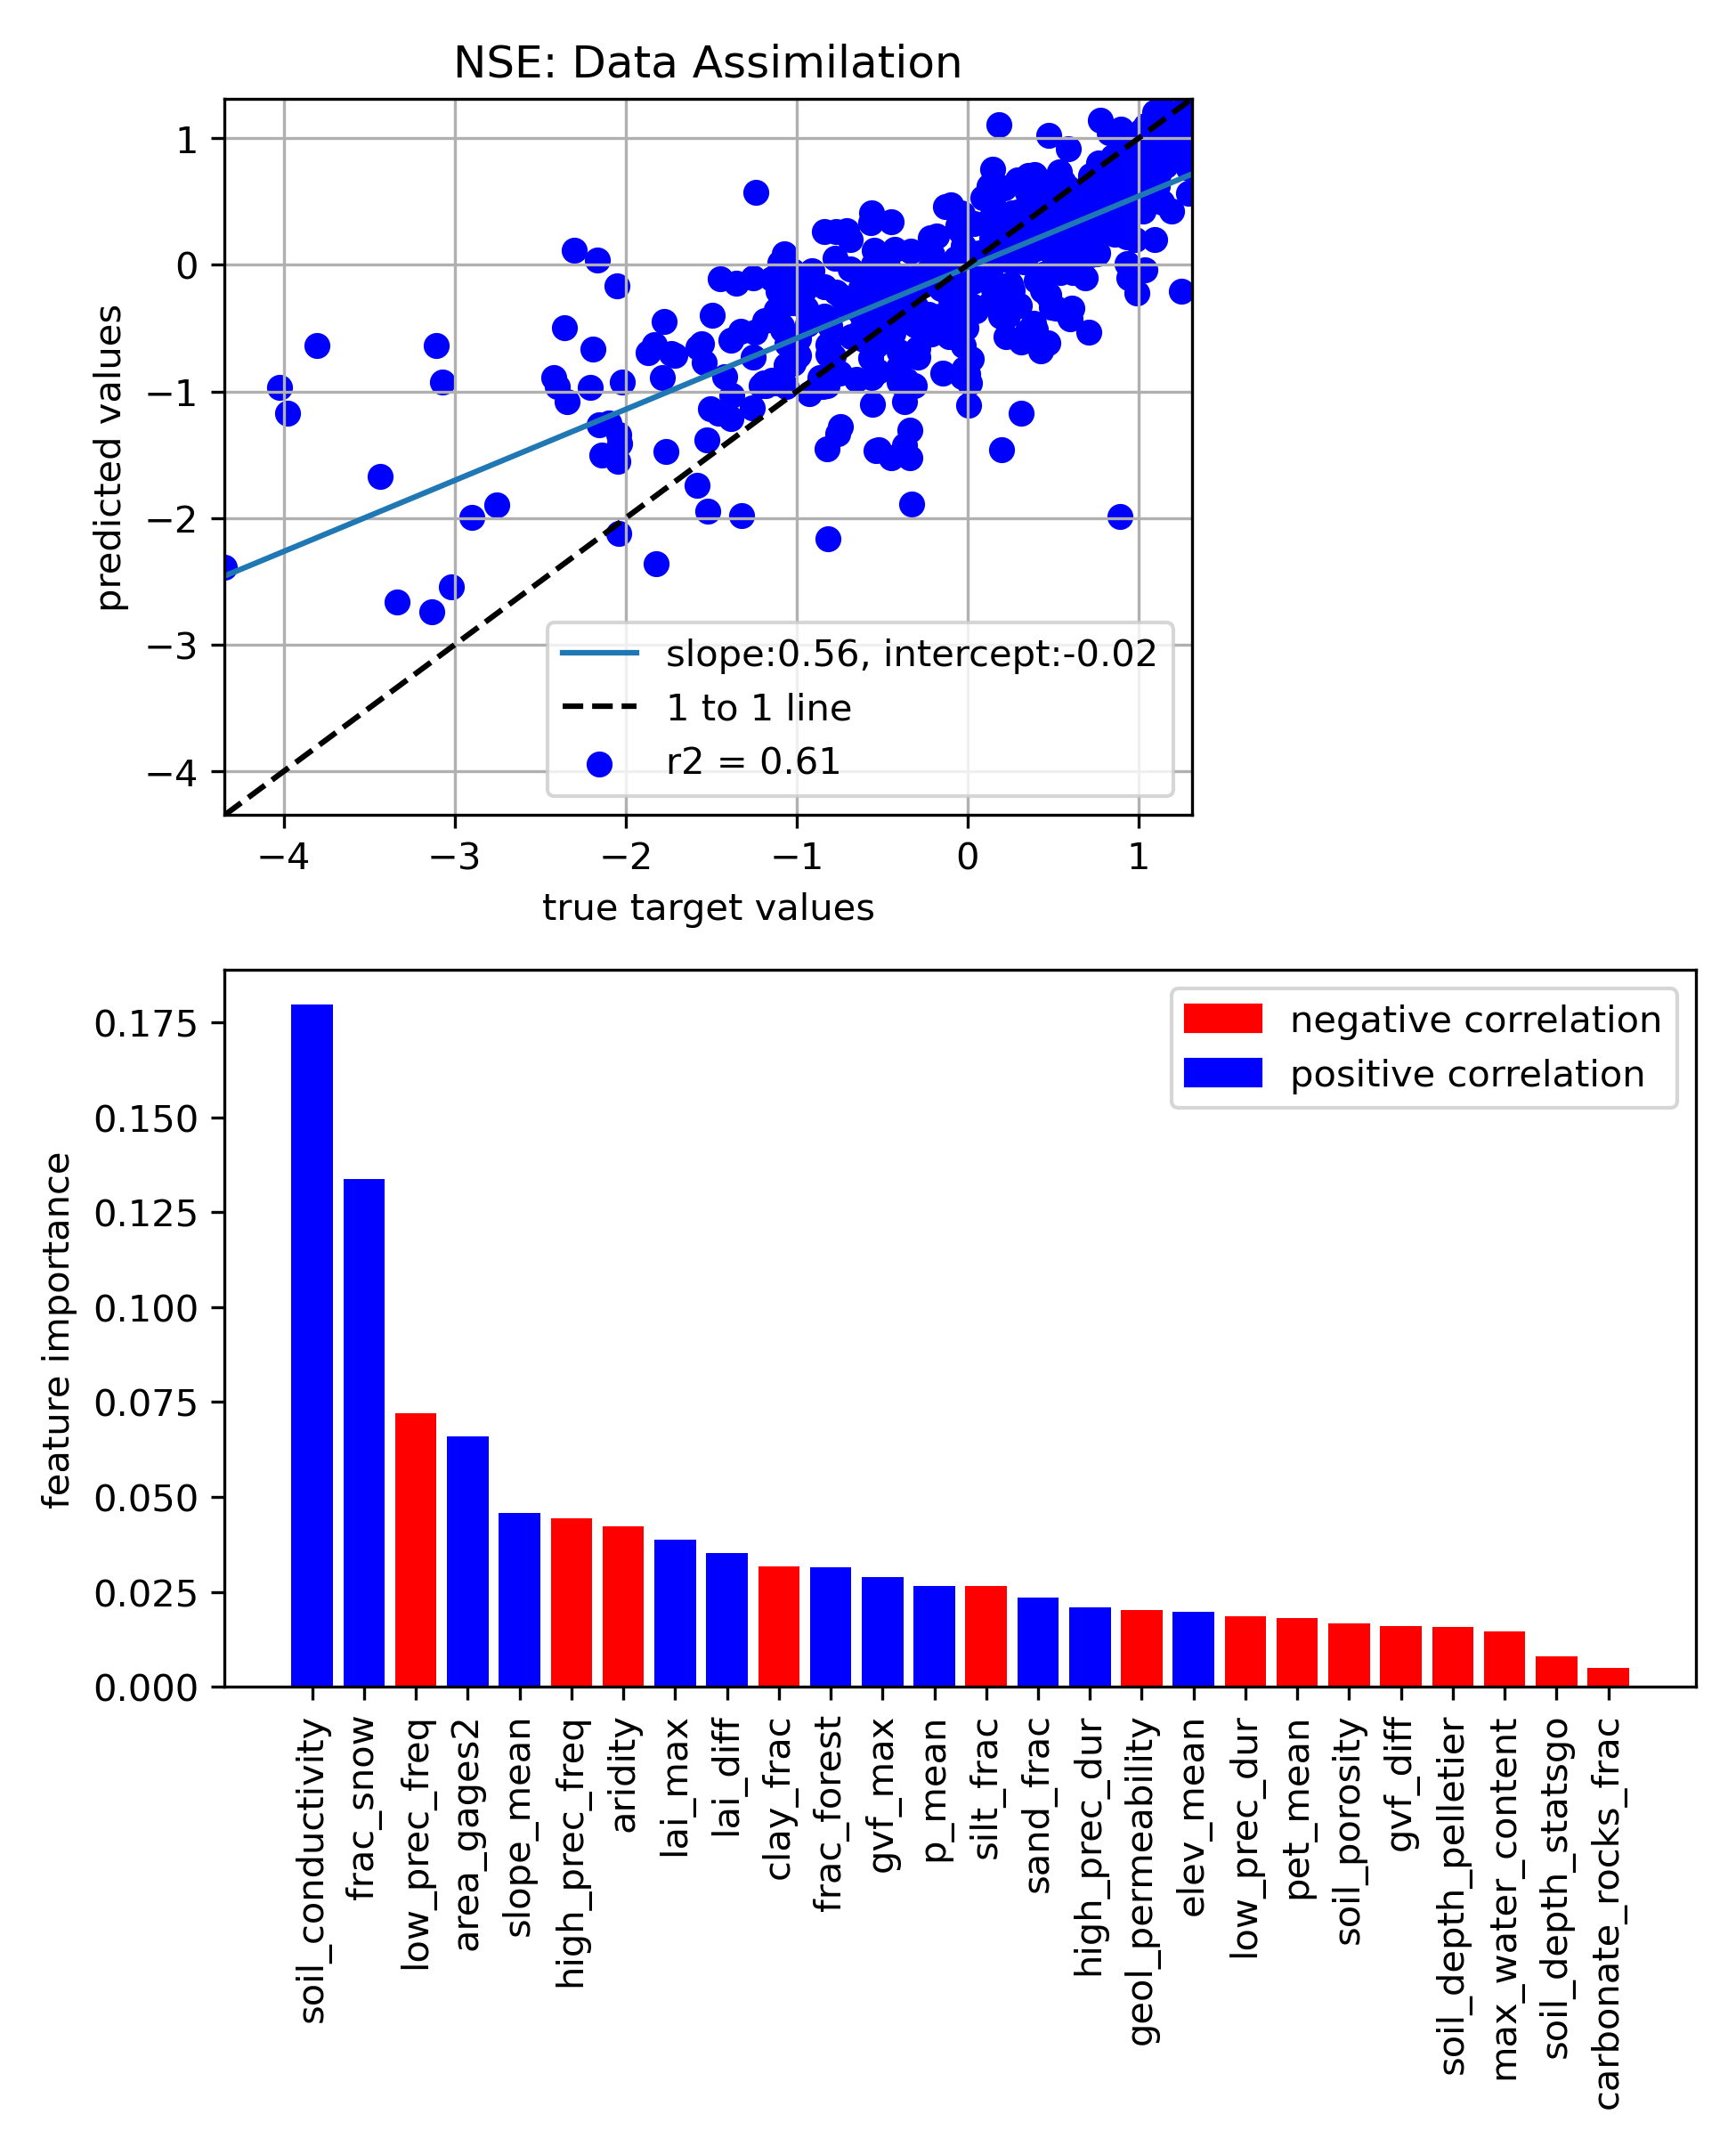 NSE: Data Assimilation
1
0
−1
−2
−3
−4
predicted values
slope:0.56, intercept:-0.02
1 to 1 line
r2 = 0.61
−4
−3
−2
−1
0
1
true target values
0.175
0.150
0.125
0.100
0.075
0.050
0.025
0.000
feature importance
negative correlation
positive correlation
soil_conductivity
frac_snow
low_prec_freq
area_gages2
slope_mean
high_prec_freq
aridity
lai_max
lai_diff
clay_frac
frac_forest
gvf_max
p_mean
silt_frac
sand_frac
high_prec_dur
geol_permeability
elev_mean
low_prec_dur
pet_mean
soil_porosity
gvf_diff
soil_depth_pelletier
max_water_content
soil_depth_statsgo
carbonate_rocks_frac